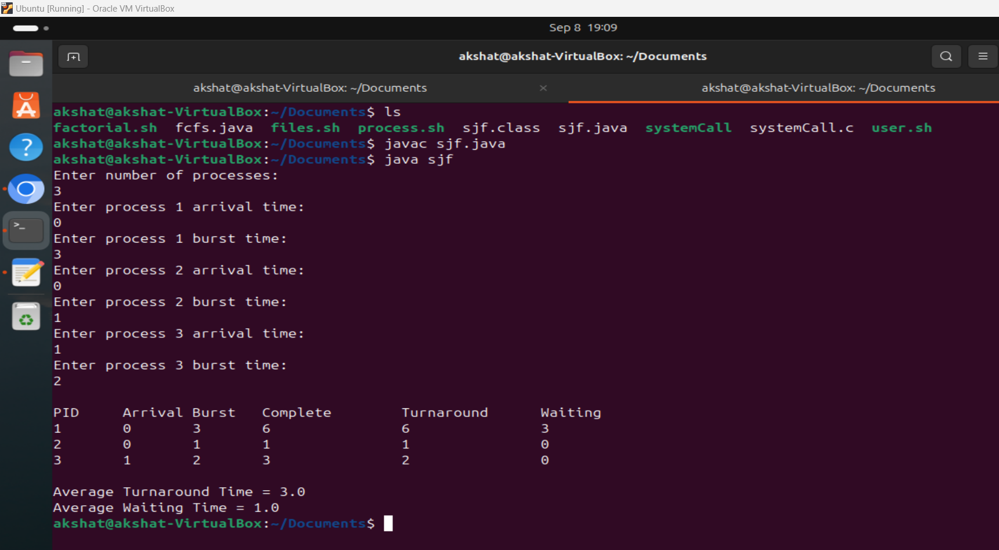 Ubuntu [Running] - Oracle VM VirtualBox
Sep 8 19:09
akshat@akshat-VirtualBox: ~/Documents
akshat@akshat-VirtualBox: ~/Documents × akshat@akshat-VirtualBox: ~/Documents
akshat@akshat-VirtualBox:~/Documents$ ls
factorial.sh fcfs.java files.sh process.sh sjf.class sjf.java systemCall systemCall.c user.sh
akshat@akshat-VirtualBox:~/Documents$ javac sjf.java
akshat@akshat-VirtualBox:~/Documents$ java sjf
Enter number of processes:
3
Enter process 1 arrival time:
0
Enter process 1 burst time:
3
Enter process 2 arrival time:
0
Enter process 2 burst time:
1
Enter process 3 arrival time:
1
Enter process 3 burst time:
2
PID Arrival Burst Complete Turnaround Waiting
1 0 3 6 6 3
2 0 1 1 1 0
3 1 2 3 2 0
Average Turnaround Time = 3.0
Average Waiting Time = 1.0
akshat@akshat-VirtualBox:~/Documents$